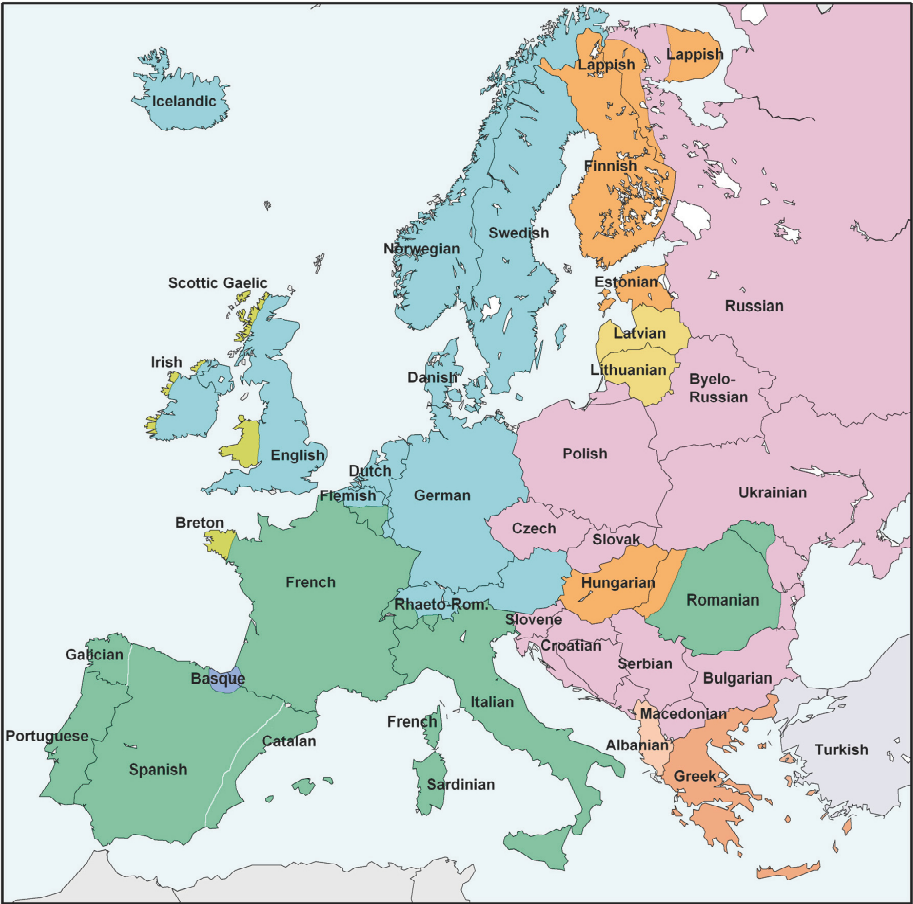 Lappish
Lappish
Icelandic
Finnish
Swedish
Norwegian
Scottic Gaelic
Estonian
Russian
Latvian
Irish
Lithuanian
Danish
Byelo-
Russian
English
Polish
Dutch
Flemish
German
Ukrainian
Breton
Czech
Slovak
French
Hungarian
Rhaeto-Rom.
Romanian
Slovene
Croatian
Galician
Serbian
Basque
Bulgarian
Italian
Macedonian
French
Portuguese
Catalan
Albanian
Turkish
Spanish
Greek
Sardinian